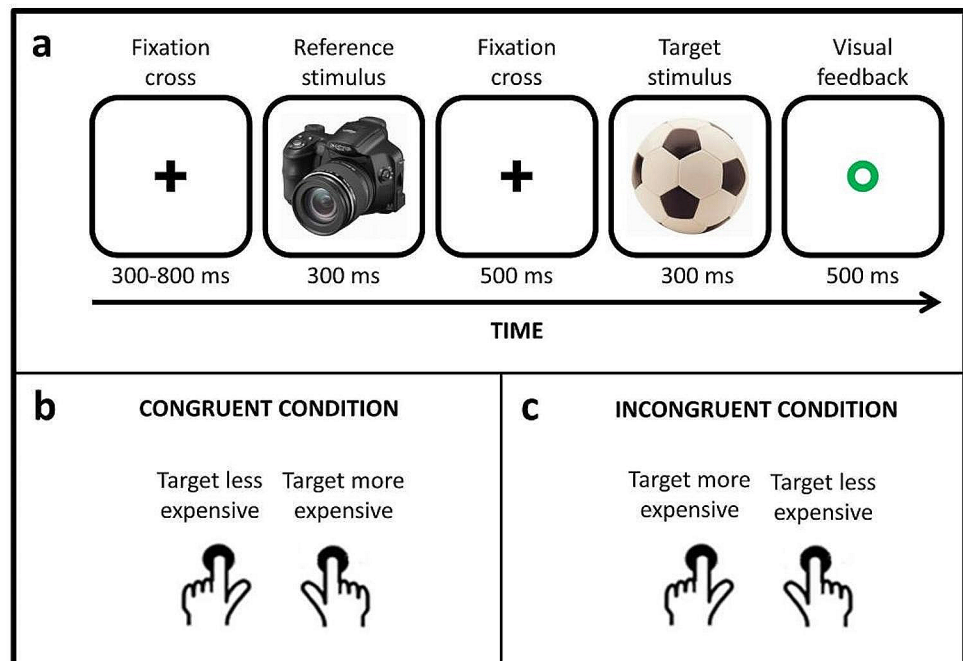 a
Fixation
cross
Reference
stimulus
Fixation
cross
Target
stimulus
Visual
feedback
+
+
300-800 ms
300 ms
500 ms
300 ms
500 ms
TIME
b
CONGRUENT CONDITION
Target less
expensive
Target more
expensive
c
INCONGRUENT CONDITION
Target more
expensive
Target less
expensive